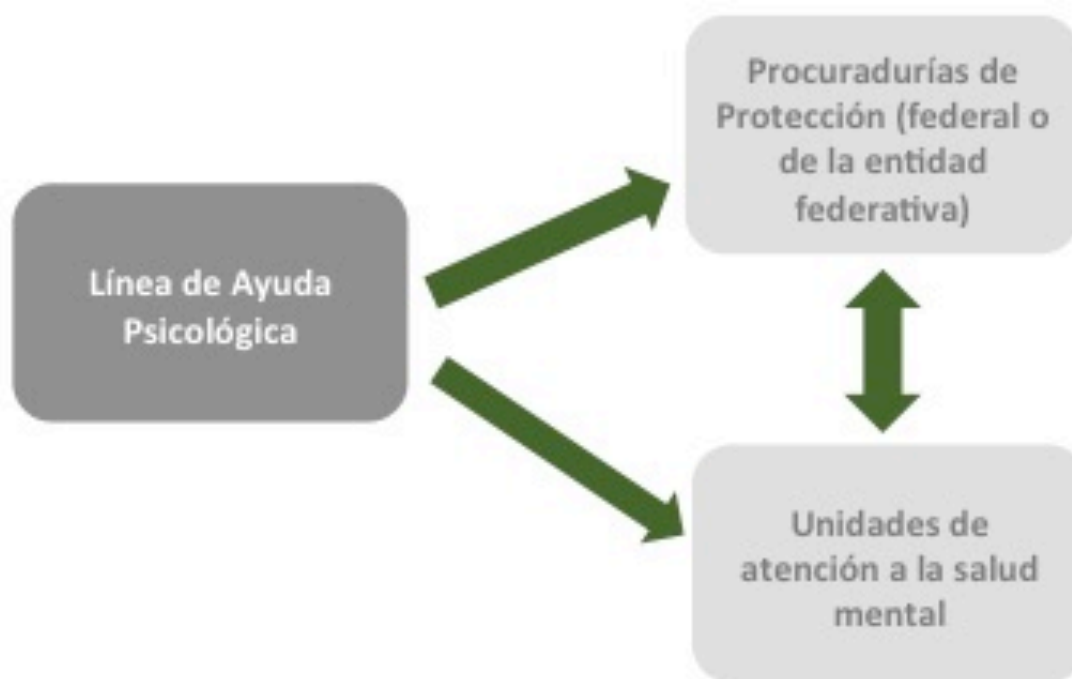 Procuradurías de
Protección (federal o
de la entidad
federativa)
Línea de Ayuda
Psicológica
Unidades de
atención a la salud
mental